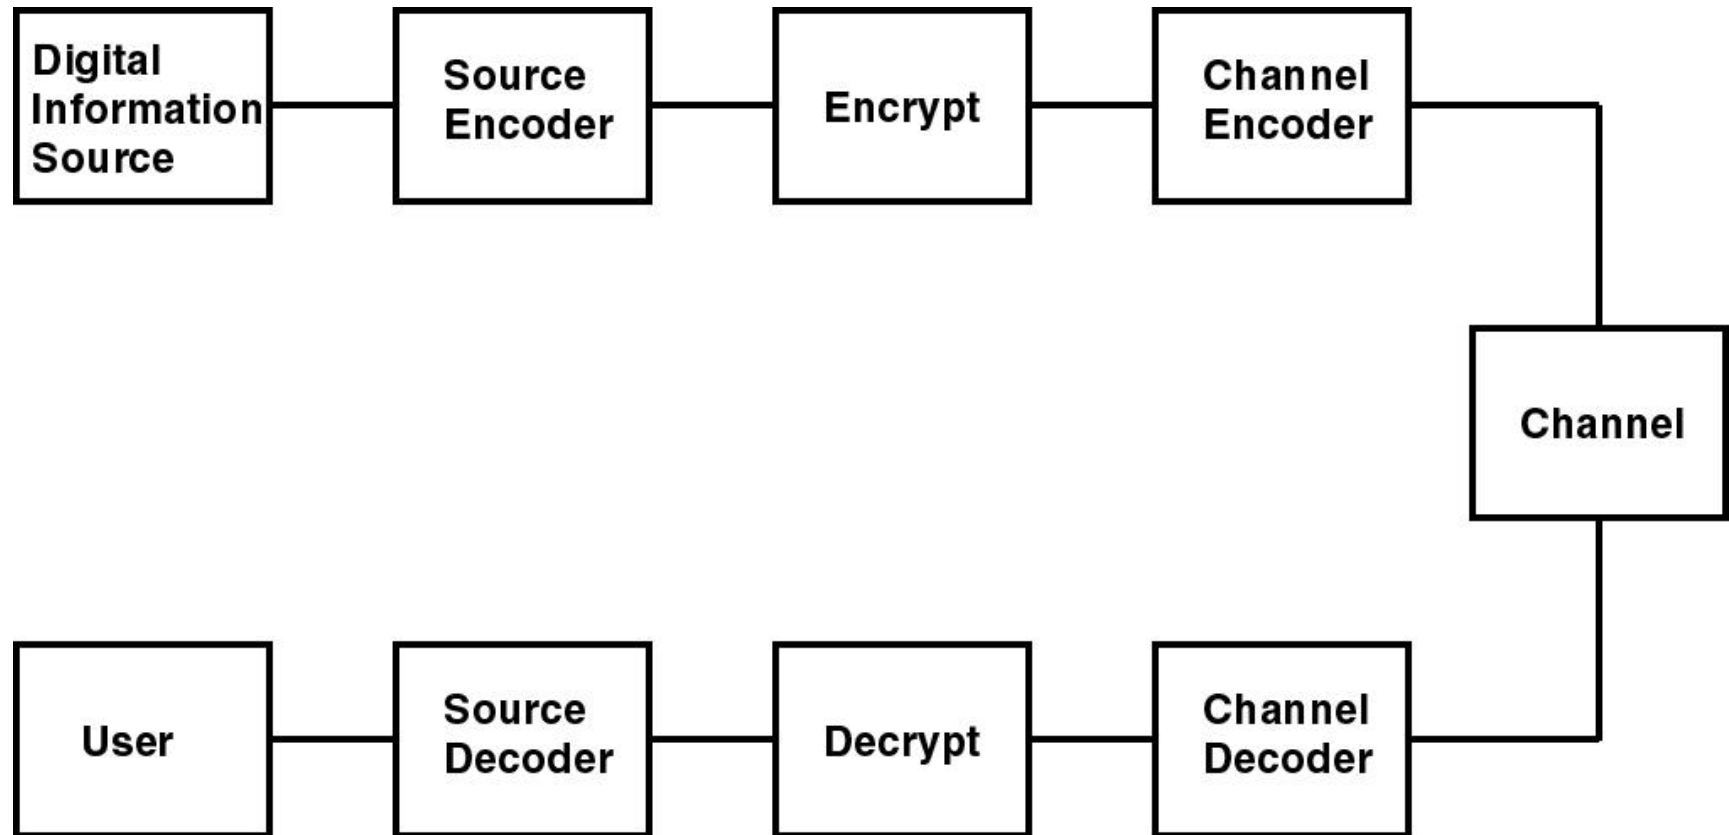 Digital
Information
Source
Source
Encoder
Encrypt
Channel
Encoder
Channel
User
Source
Decoder
Decrypt
Channel
Decoder